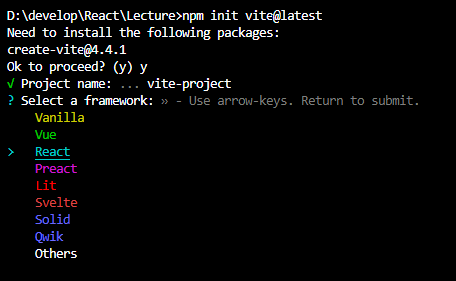 D:\develop\React\Lecture>npm init vite@latest
Need to install the following packages:
create-vite@4.4.1
Ok to proceed? (y) y
√ Project name: ... vite-project
? Select a framework: » - Use arrow-keys. Return to submit.
Vanilla
Vue
> React
Preact
Lit
Svelte
Solid
Qwik
Others